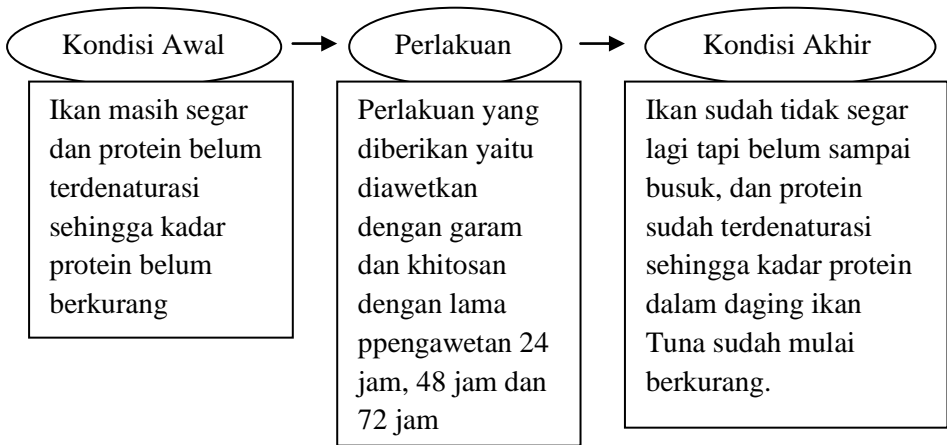 Kondisi Awal
Perlakuan
Kondisi Akhir
Ikan masih segar
dan protein belum
terdenaturasi
sehingga kadar
protein belum
berkurang
Perlakuan yang
diberikan yaitu
diawetkan
dengan garam
dan khitosan
dengan lama
ppengawetan 24
jam, 48 jam dan
72 jam
Ikan sudah tidak segar
lagi tapi belum sampai
busuk, dan protein
sudah terdenaturasi
sehingga kadar protein
dalam daging ikan
Tuna sudah mulai
berkurang.